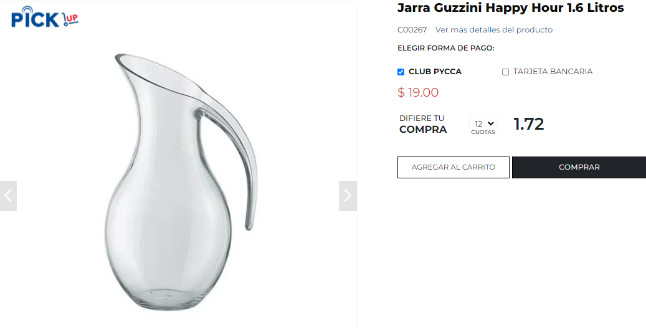 PICK UP
Jarra Guzzini Happy Hour 1.6 Litros
C00267 Ver más detalles del producto
ELEGIR FORMA DE PAGO:
CLUB PYCCA TARJETA BANCARIA
$ 19.00
DIFIERE TU
COMPRA
12
CUOTAS
1.72
AGREGAR AL CARRITO COMPRAR